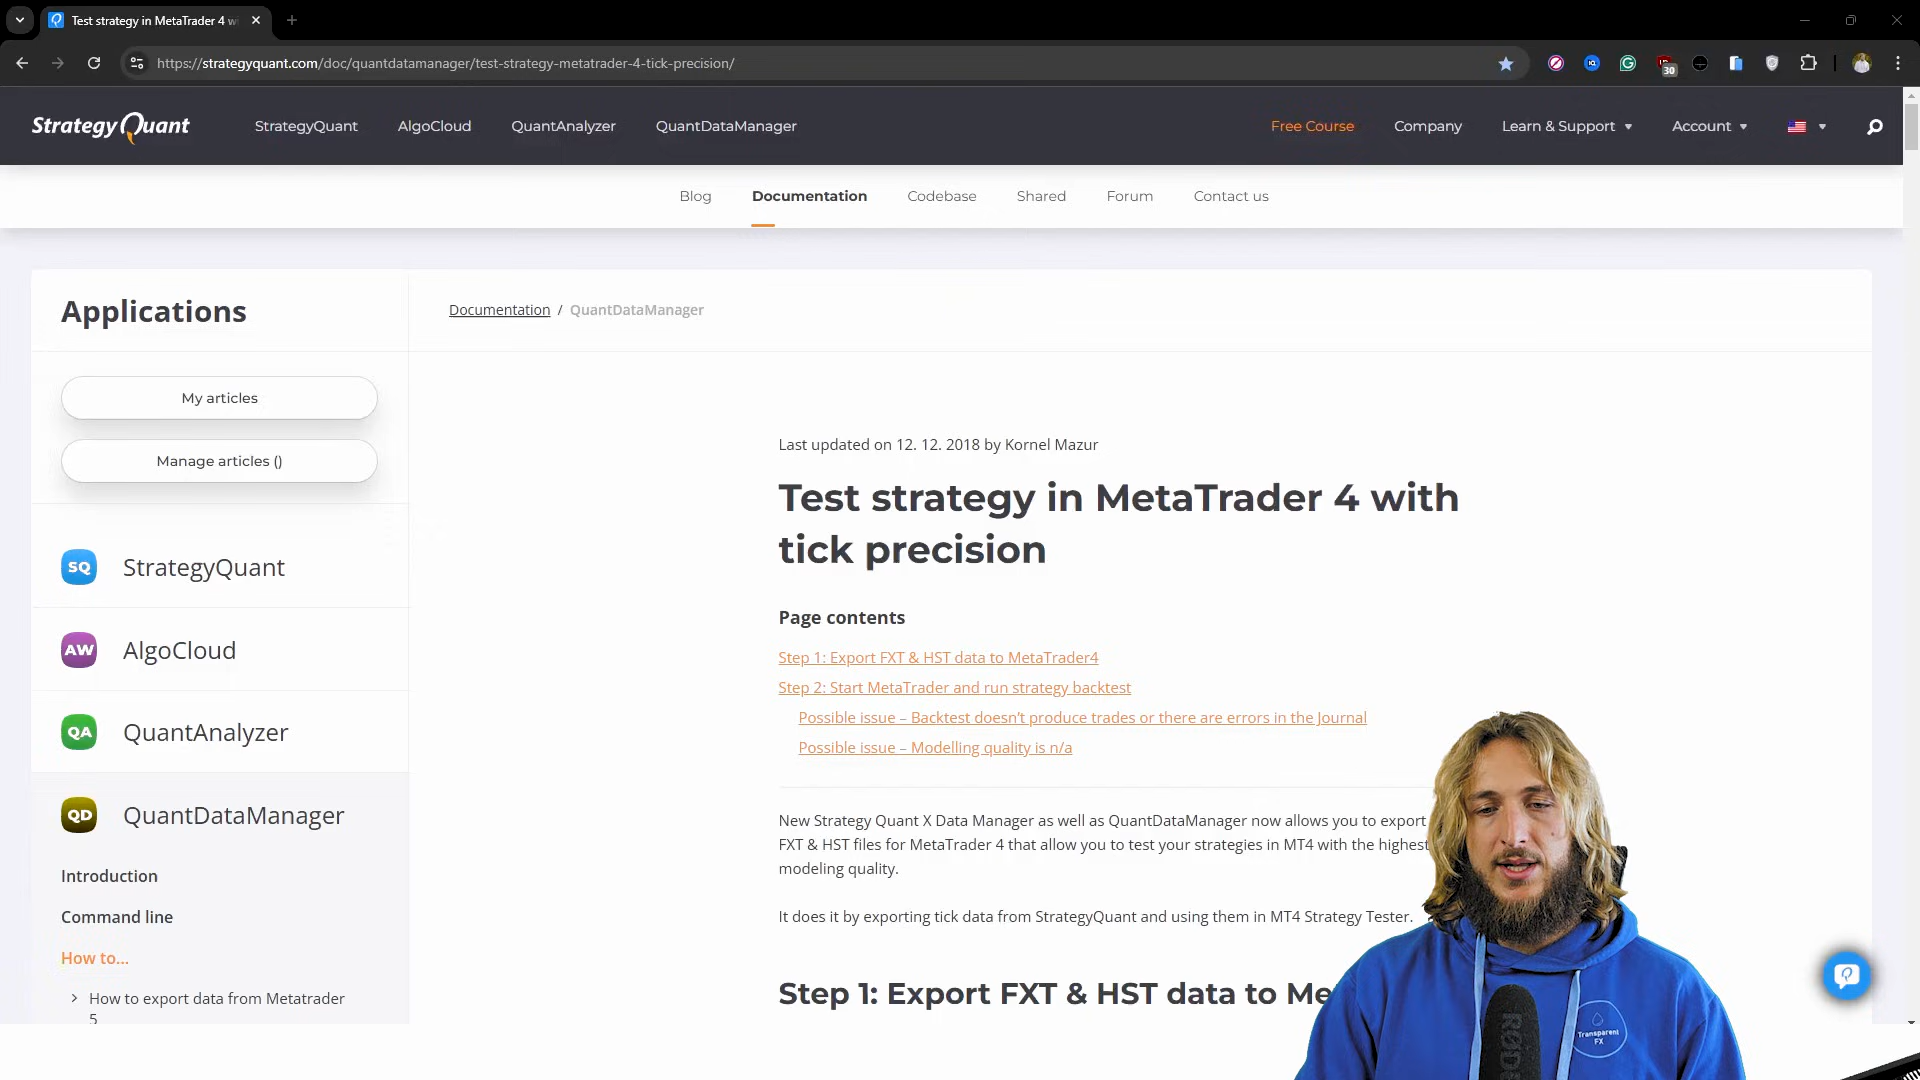 Test strategy in MetaTrader 4 w
https://strategyquant.com/doc/quantdatamanager/test-strategy-metatrader-4-tick-precision/
30
StrategyQuant
StrategyQuant
AlgoCloud
QuantAnalyzer
QuantDataManager
Free Course
Company
Learn & Support
Account
Blog
Documentation
Codebase
Shared
Forum
Contact us
Applications
Documentation / QuantDataManager
My articles
Manage articles ()
SQ StrategyQuant
AW AlgoCloud
QA QuantAnalyzer
QD QuantDataManager
Introduction
Command line
How to...
How to export data from Metatrader
5
Last updated on 12. 12. 2018 by Kornel Mazur
Test strategy in MetaTrader 4 with
tick precision
Page contents
Step 1: Export FXT & HST data to MetaTrader4
Step 2: Start MetaTrader and run strategy backtest
Possible issue – Backtest doesn't produce trades or there are errors in the Journal
Possible issue – Modelling quality is n/a
New Strategy Quant X Data Manager as well as QuantDataManager now allows you to export
FXT & HST files for MetaTrader 4 that allow you to test your strategies in MT4 with the highest
modeling quality.
It does it by exporting tick data from StrategyQuant and using them in MT4 Strategy Tester.
Step 1: Export FXT & HST data to Me
Transparent
FX